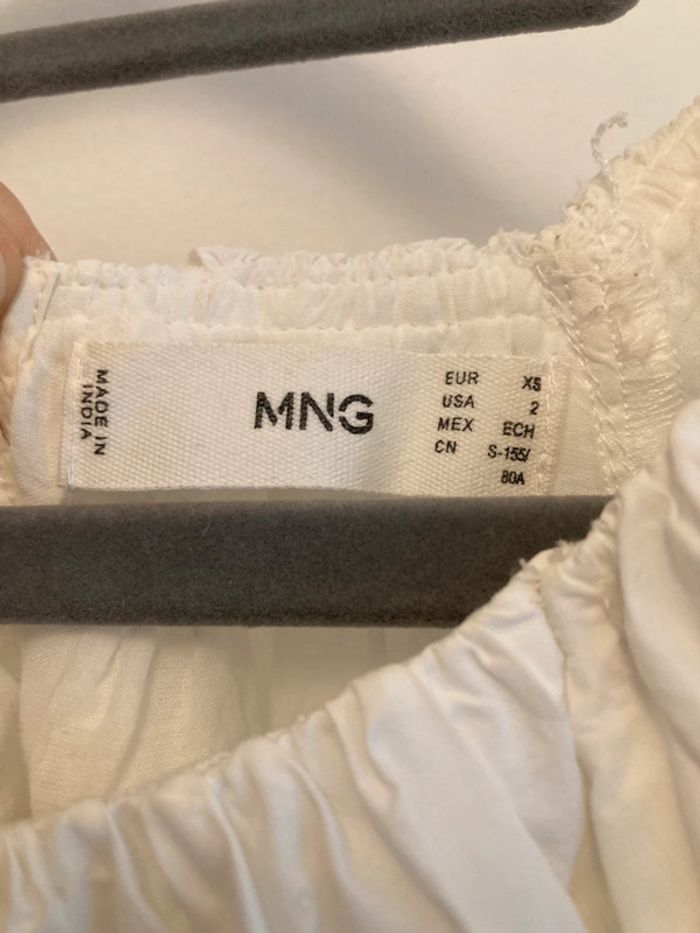 MADE IN
INDIA
MNG
EUR XS
USA 2
MEX ECH
CN S-155/
80A